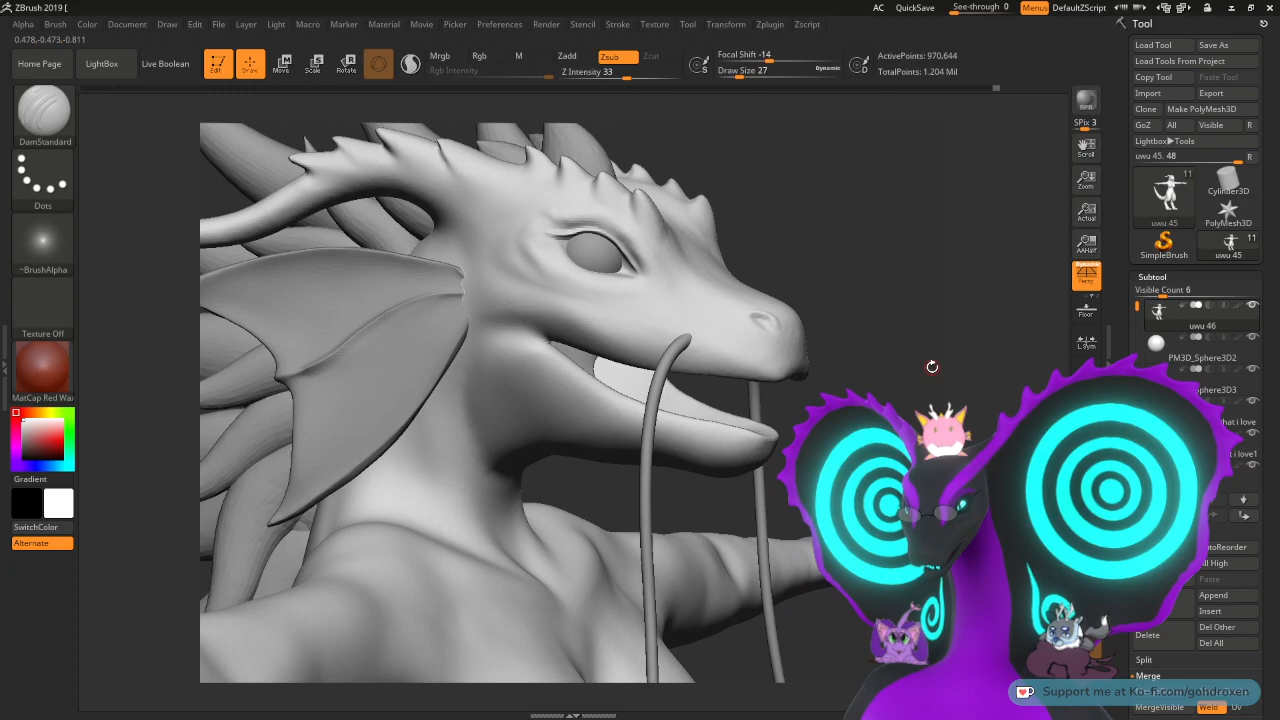 ZBrush 2019 [
AC QuickSave See-through 0 Menus DefaultZScript
Alpha Brush Color Document Draw Edit File Layer Light Macro Marker Material Movie Picker Preferences Render Stencil Stroke Texture Tool Transform Zplugin Zscript
Tool
0.478,-0.473,-0.811
Home Page LightBox Live Boolean Edit Draw Move Scale Rotate
Mrgb Rgb M
Rgb Intensity
Zadd Zsub Zcut
Z Intensity 33
S
Focal Shift -14
Draw Size 27 Dynamic
D
ActivePoints: 970.644
TotalPoints: 1.204 Mil
Load Tool Save As
Load Tools From Project
Copy Tool Paste Tool
Import Export
Clone Make PolyMesh3D
GoZ All Visible R
Lightbox▶Tools
uwu 45. 48 R
11
uwu 45
Cylinder3D
PolyMesh3D
SimpleBrush
11
uwu 45
Subtool
Visible Count 6
uwu 46
PM3D_Sphere3D2
Sphere3D3
hat i love
i love1
utoReorder
All High
Paste
Append
Insert
Delete
Del Other
Del All
Split
Merge
MergeVisible Weld Uv
BPR
SPix 3
Scroll
Zoom
Actual
AAHalf
Dynamic
Persp
Floor
L.Sym
DamStandard
Dots
~BrushAlpha
Texture Off
MatCap Red Wax
Gradient
SwitchColor
Alternate
Support me at Ko-fi.com/gohdroxen